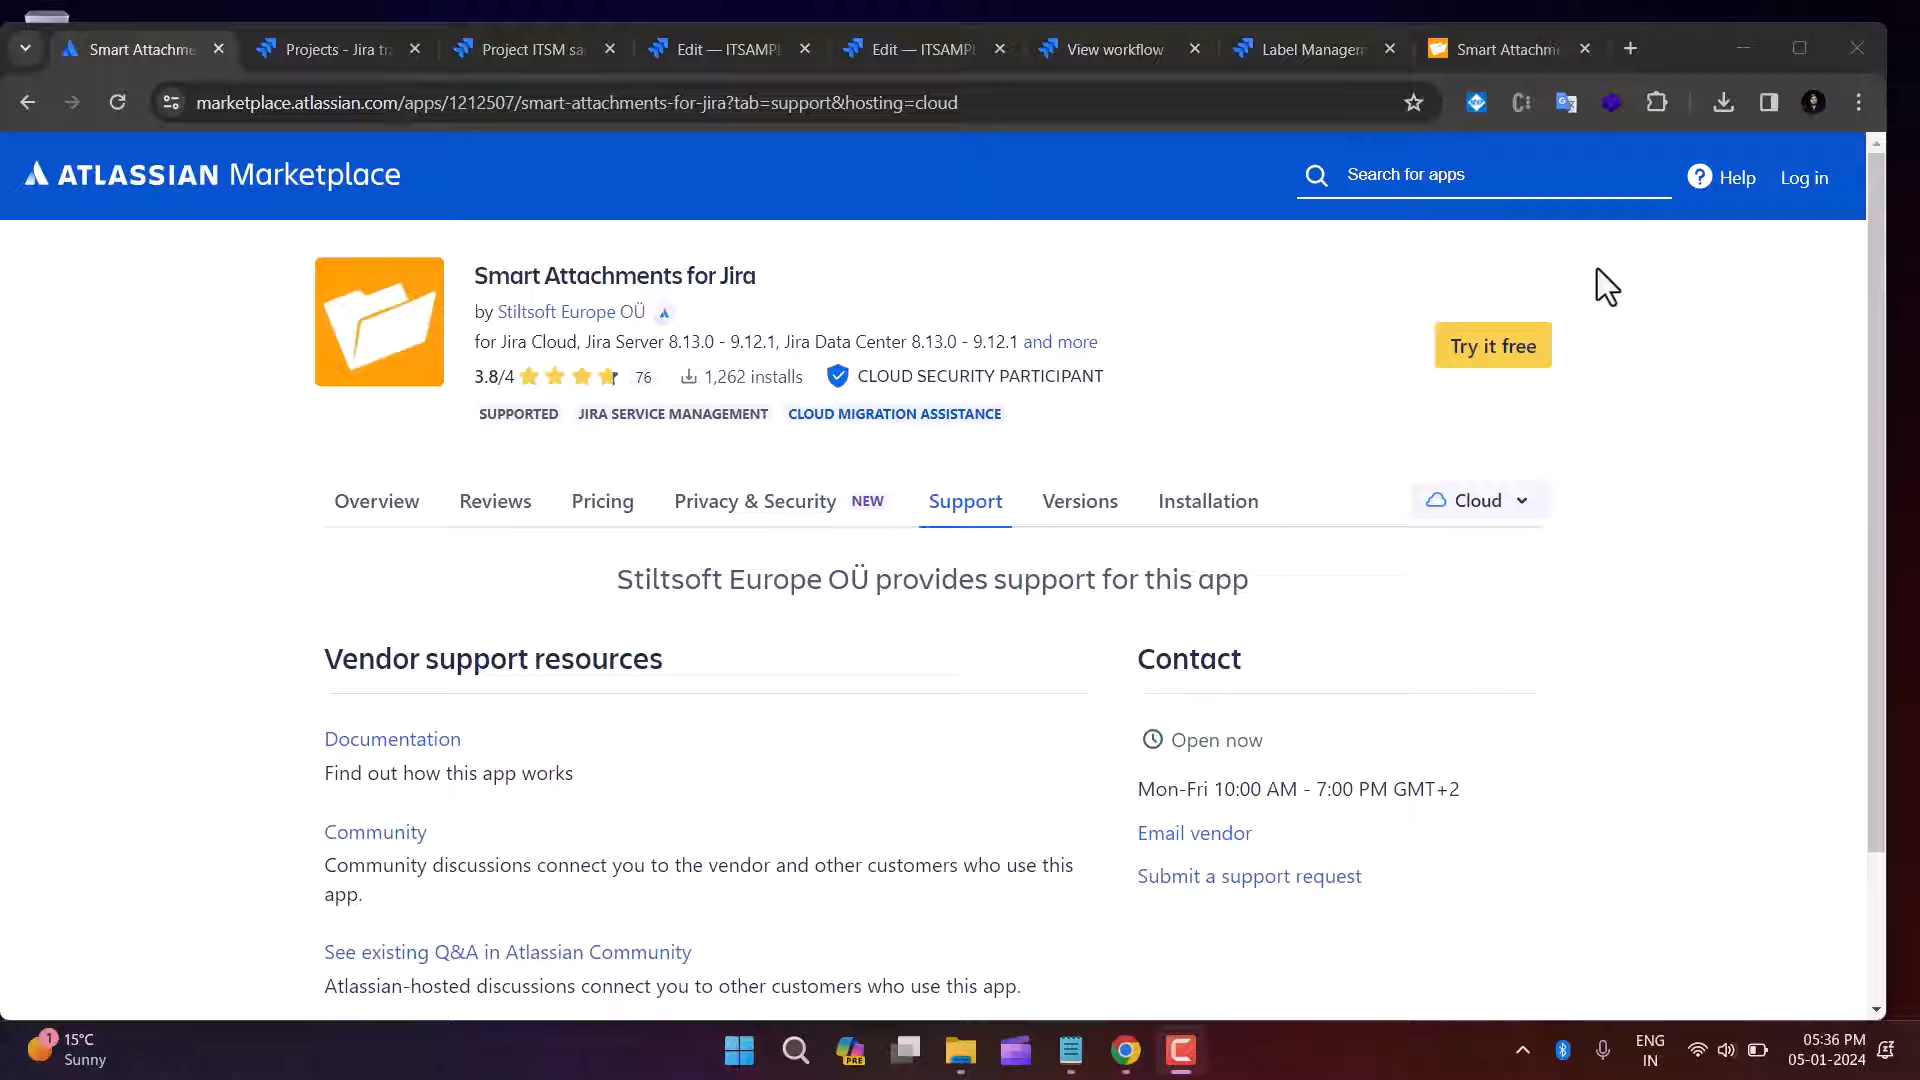 Smart Attachme
Projects - Jira tr
Project ITSM sa
Edit — ITSAMPL
Edit — ITSAMPL
View workflow
Label Managem
Smart Attachme
marketplace.atlassian.com/apps/1212507/smart-attachments-for-jira?tab=support&hosting=cloud
ATLASSIAN Marketplace
Search for apps
Help
Log in
Smart Attachments for Jira
by Stiltsoft Europe OÜ
for Jira Cloud, Jira Server 8.13.0 - 9.12.1, Jira Data Center 8.13.0 - 9.12.1 and more
Try it free
3.8/4 76 1,262 installs CLOUD SECURITY PARTICIPANT
SUPPORTED JIRA SERVICE MANAGEMENT CLOUD MIGRATION ASSISTANCE
Overview Reviews Pricing Privacy & Security NEW Support Versions Installation Cloud
Stiltsoft Europe OÜ provides support for this app
Vendor support resources
Documentation
Find out how this app works
Community
Community discussions connect you to the vendor and other customers who use this
app.
See existing Q&A in Atlassian Community
Atlassian-hosted discussions connect you to other customers who use this app.
Contact
Open now
Mon-Fri 10:00 AM - 7:00 PM GMT+2
Email vendor
Submit a support request
1
15°C
Sunny
PRE
ENG
IN
05:36 PM
05-01-2024